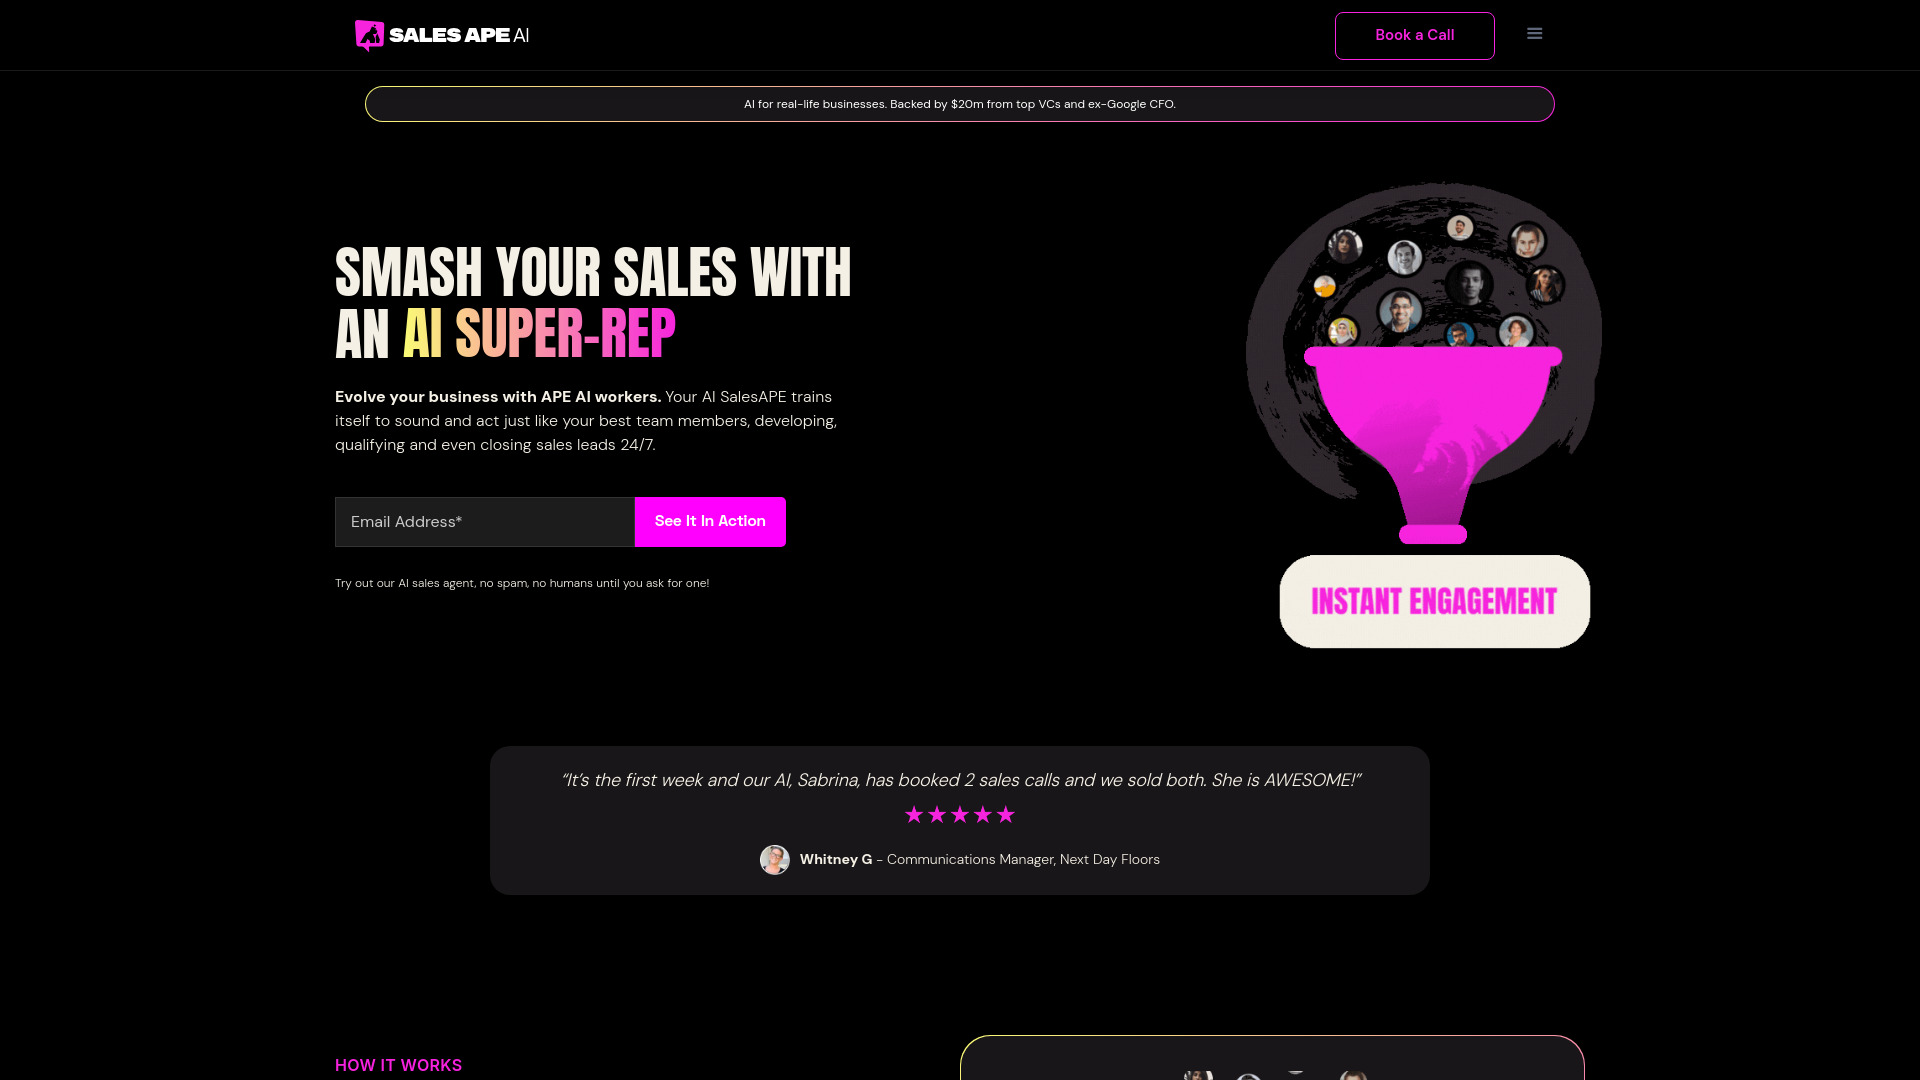 SALES APE AI
Book a Call
AI for real-life businesses. Backed by $20m from top VCs and ex-Google CFO.
SMASH YOUR SALES WITH
AN AI SUPER-REP
Evolve your business with APE AI workers. Your AI SalesAPE trains
itself to sound and act just like your best team members, developing,
qualifying and even closing sales leads 24/7.
Email Address*
See It In Action
Try out our AI sales agent, no spam, no humans until you ask for one!
INSTANT ENGAGEMENT
“It’s the first week and our AI, Sabrina, has booked 2 sales calls and we sold both. She is AWESOME!”
★★★★★
Whitney G - Communications Manager, Next Day Floors
HOW IT WORKS